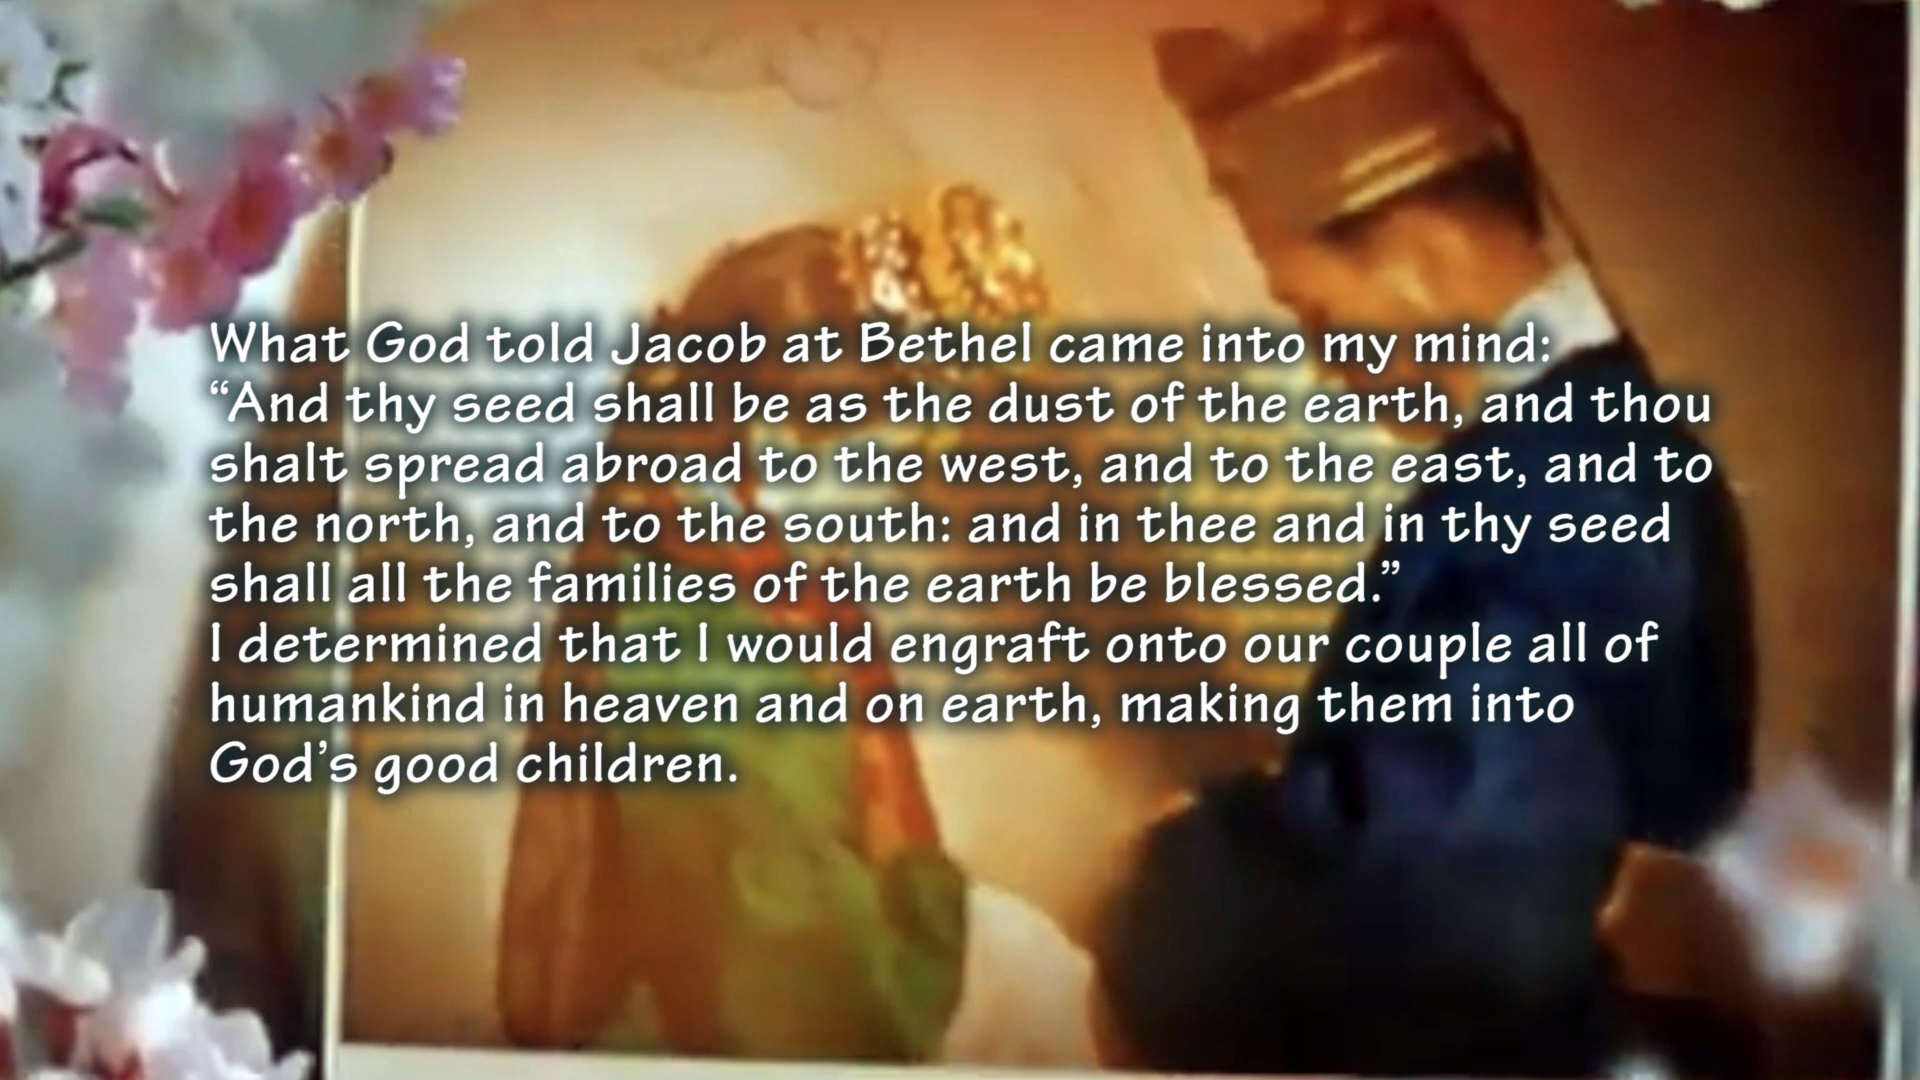 What God told Jacob at Bethel came into my mind:
“And thy seed shall be as the dust of the earth, and thou
shalt spread abroad to the west, and to the east, and to
the north, and to the south: and in thee and in thy seed
shall all the families of the earth be blessed.”
I determined that I would engraft onto our couple all of
humankind in heaven and on earth, making them into
God’s good children.